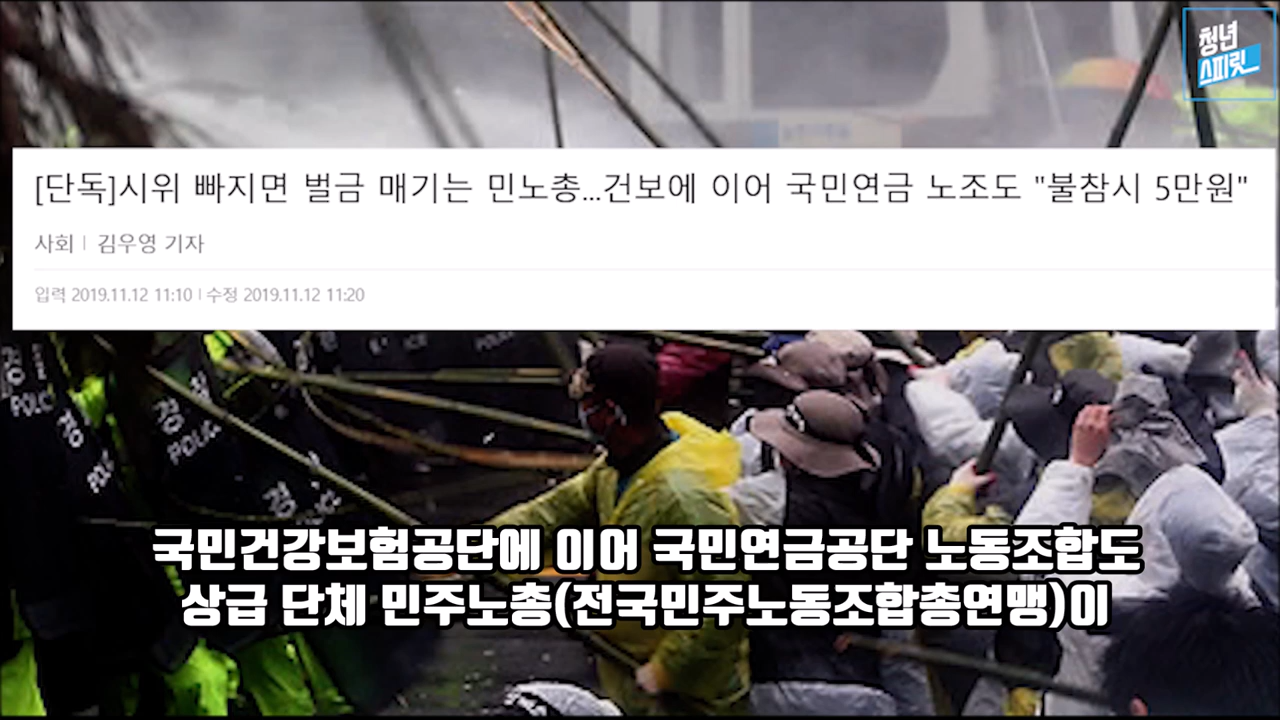 청년
스피릿
[단독]시위 빠지면 벌금 매기는 민노총...건보에 이어 국민연금 노조도 "불참시 5만원"
사회 | 김우영 기자
입력 2019.11.12 11:10 | 수정 2019.11.12 11:20
POLICE
국민건강보험공단에 이어 국민연금공단 노동조합도
상급 단체 민주노총(전국민주노동조합총연맹)이